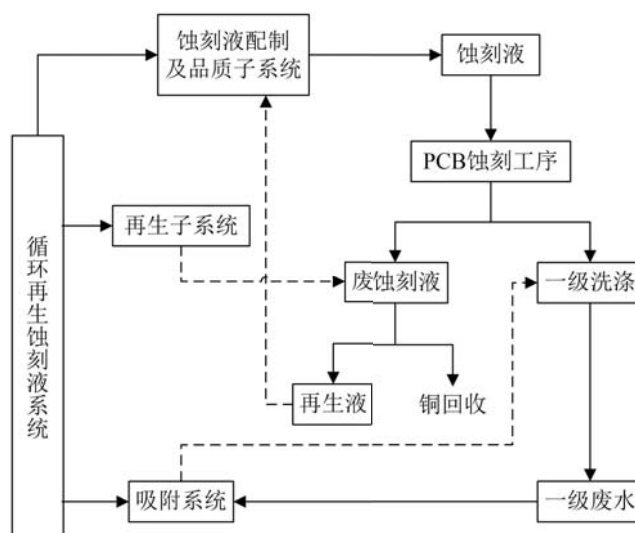 蚀刻液配制
及品质子系统
蚀刻液
PCB蚀刻工序
循环再生蚀刻液系统
再生子系统
废蚀刻液
一级洗涤
再生液
铜回收
吸附系统
一级废水